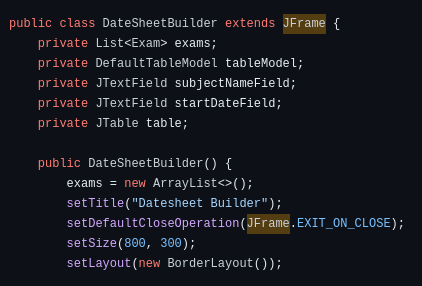 public class DateSheetBuilder extends JFrame {
    private List<Exam> exams;
    private DefaultTableModel tableModel;
    private JTextField subjectNameField;
    private JTextField startDateField;
    private JTable table;

    public DateSheetBuilder() {
        exams = new ArrayList<>();
        setTitle("Datesheet Builder");
        setDefaultCloseOperation(JFrame.EXIT_ON_CLOSE);
        setSize(800, 300);
        setLayout(new BorderLayout());